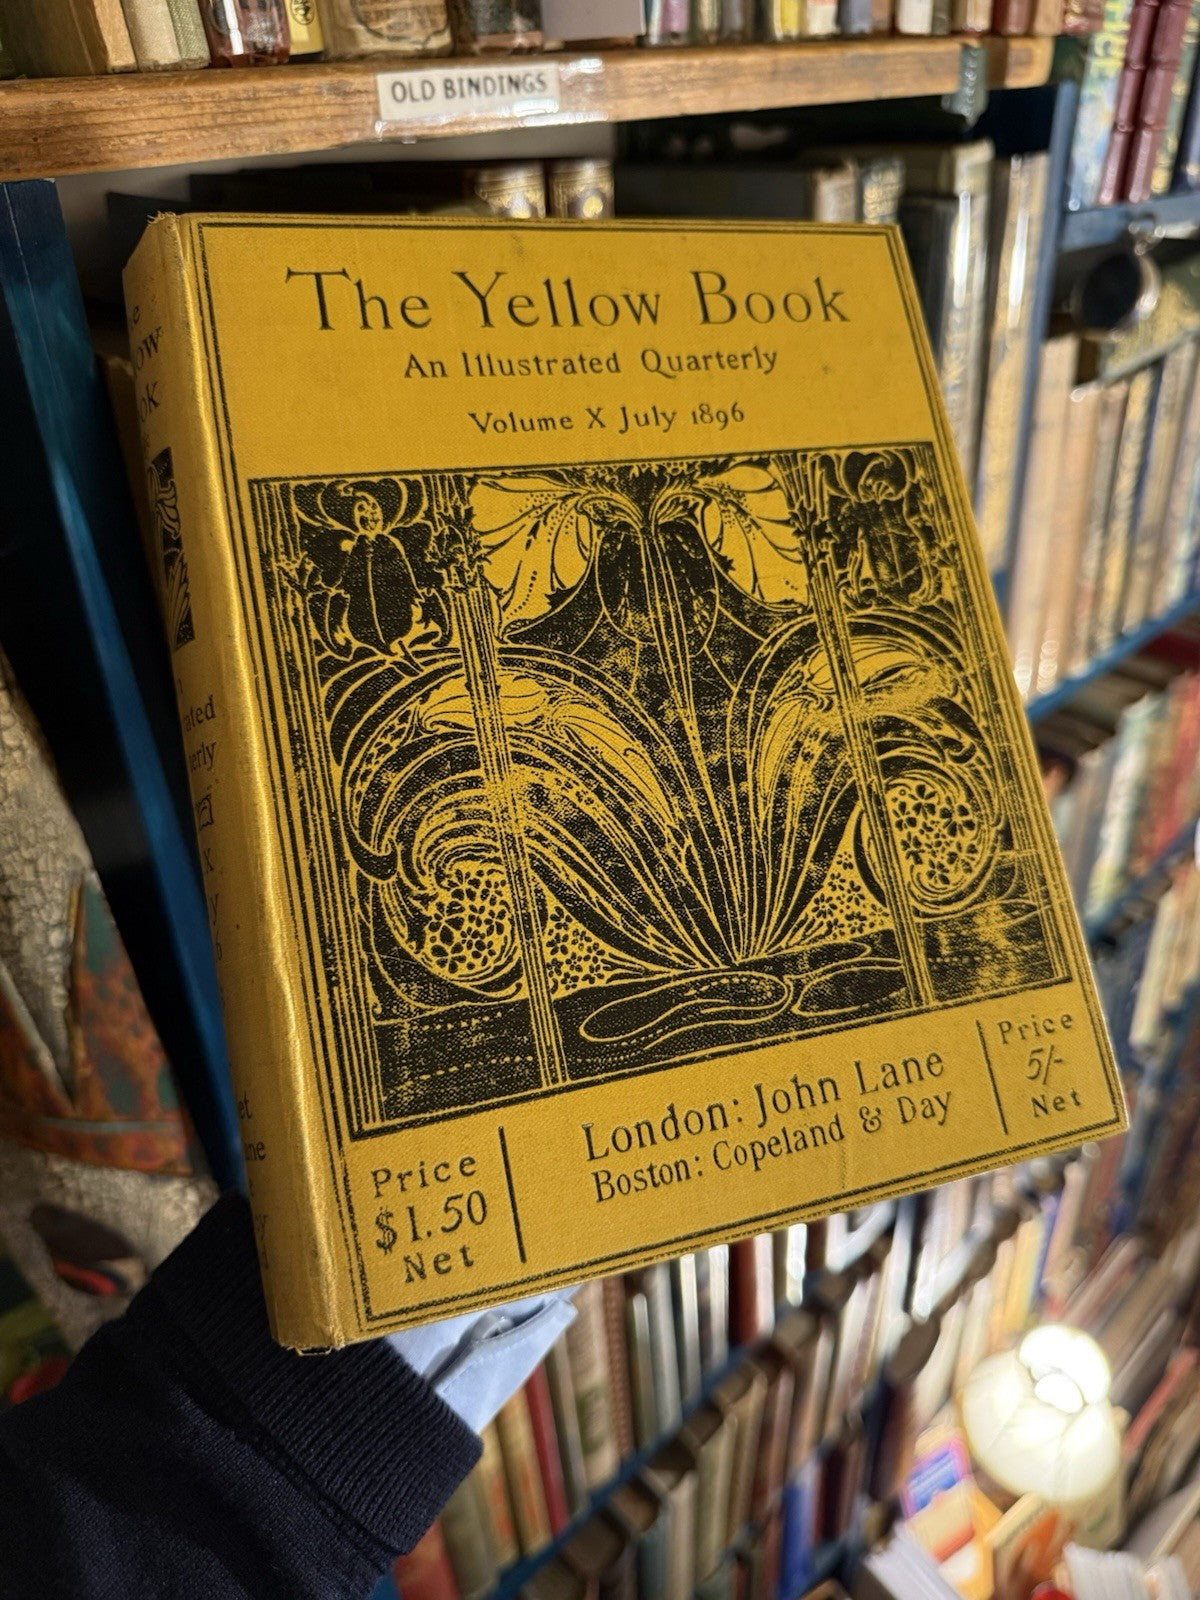 OLD BINDINGS
The Yellow Book
An Illustrated Quarterly
Volume X July 1896
Price
$1.50
Net
London: John Lane
Boston: Copeland & Day
Price
5/-
Net